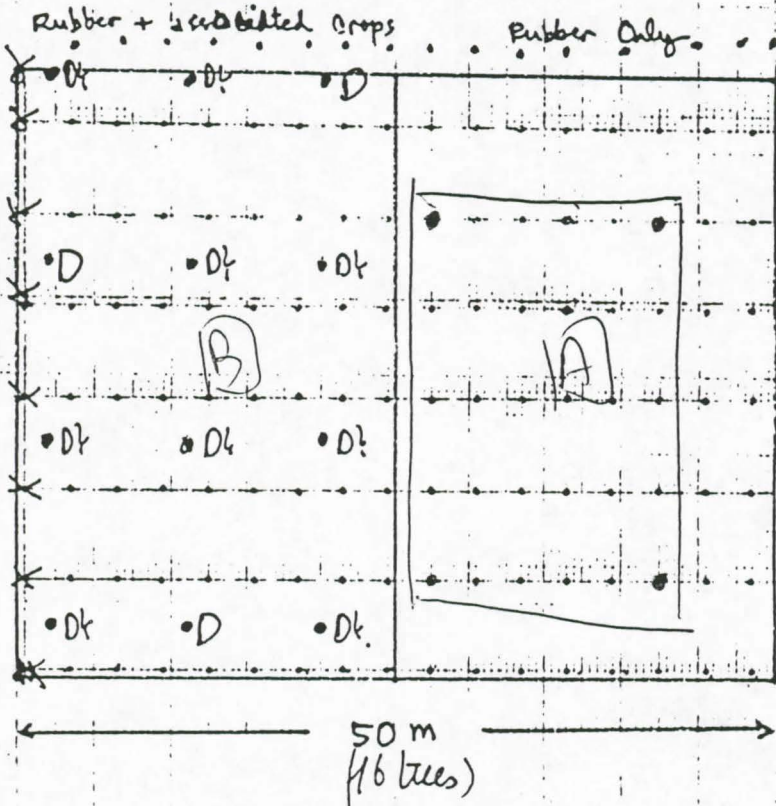 Rubber + associated Crops Rubber Only
Dt Dt D
D Dt Dt
B A
Dt Dt Dt
Dt D Dt
50 m
(16 trees)